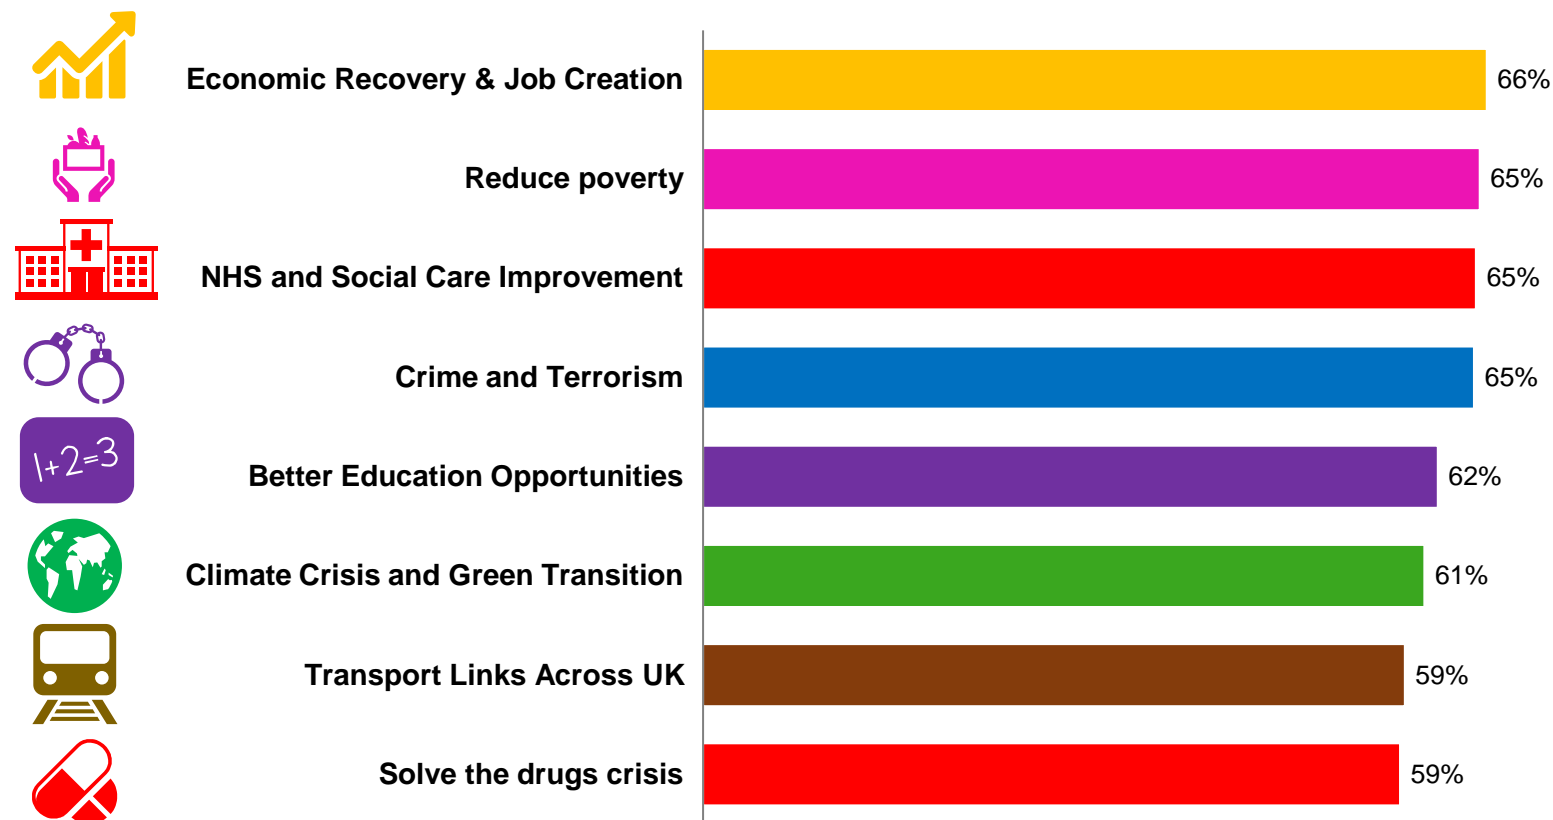 Economic Recovery & Job Creation 66%
Reduce poverty 65%
NHS and Social Care Improvement 65%
Crime and Terrorism 65%
1+2=3
Better Education Opportunities 62%
Climate Crisis and Green Transition 61%
Transport Links Across UK 59%
Solve the drugs crisis 59%